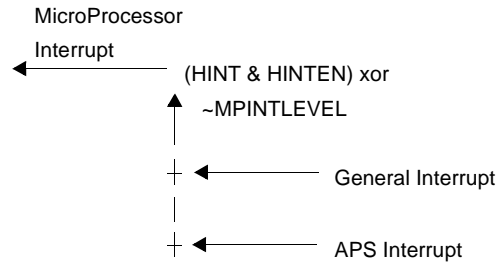 MicroProcessor
Interrupt
(HINT & HINTEN) xor
~MPINTLEVEL
General Interrupt
APS Interrupt